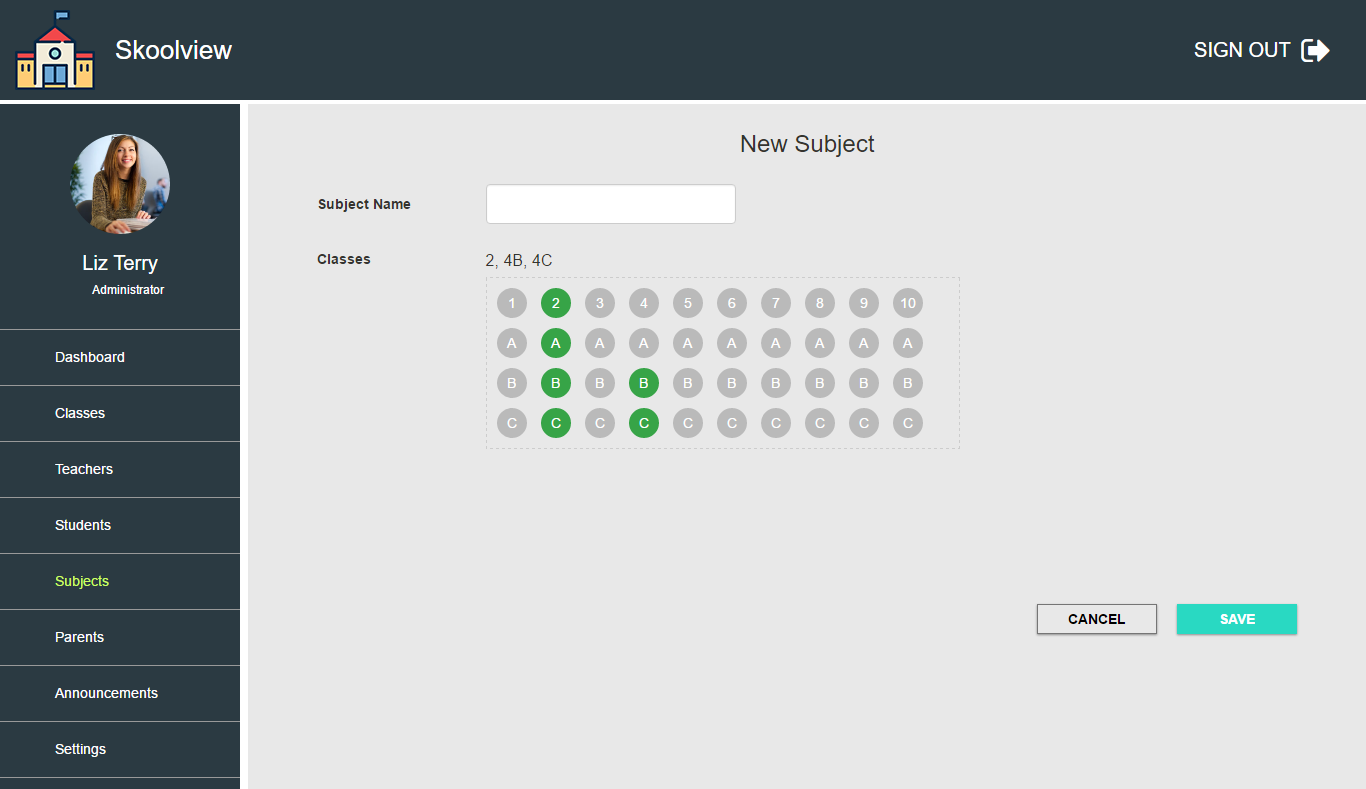 Skoolview
SIGN OUT
Liz Terry
Administrator
Dashboard
Classes
Teachers
Students
Subjects
Parents
Announcements
Settings
New Subject
Subject Name
Classes
2, 4B, 4C
1 2 3 4 5 6 7 8 9 10
A A A A A A A A A A
B B B B B B B B B B
C C C C C C C C C C
CANCEL SAVE